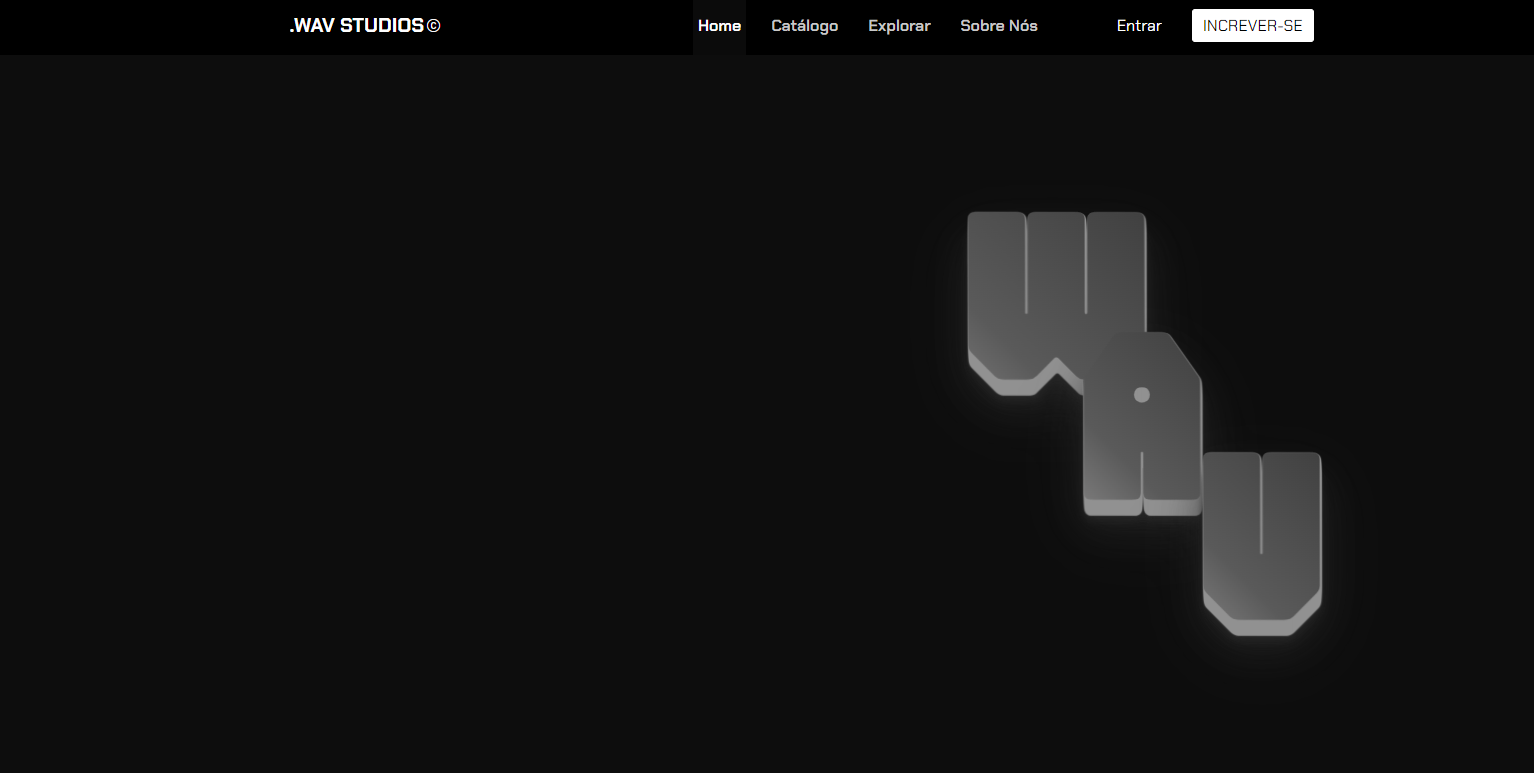 .WAV STUDIOS©
Home Catálogo Explorar Sobre Nós Entrar INCREVER-SE
WAV